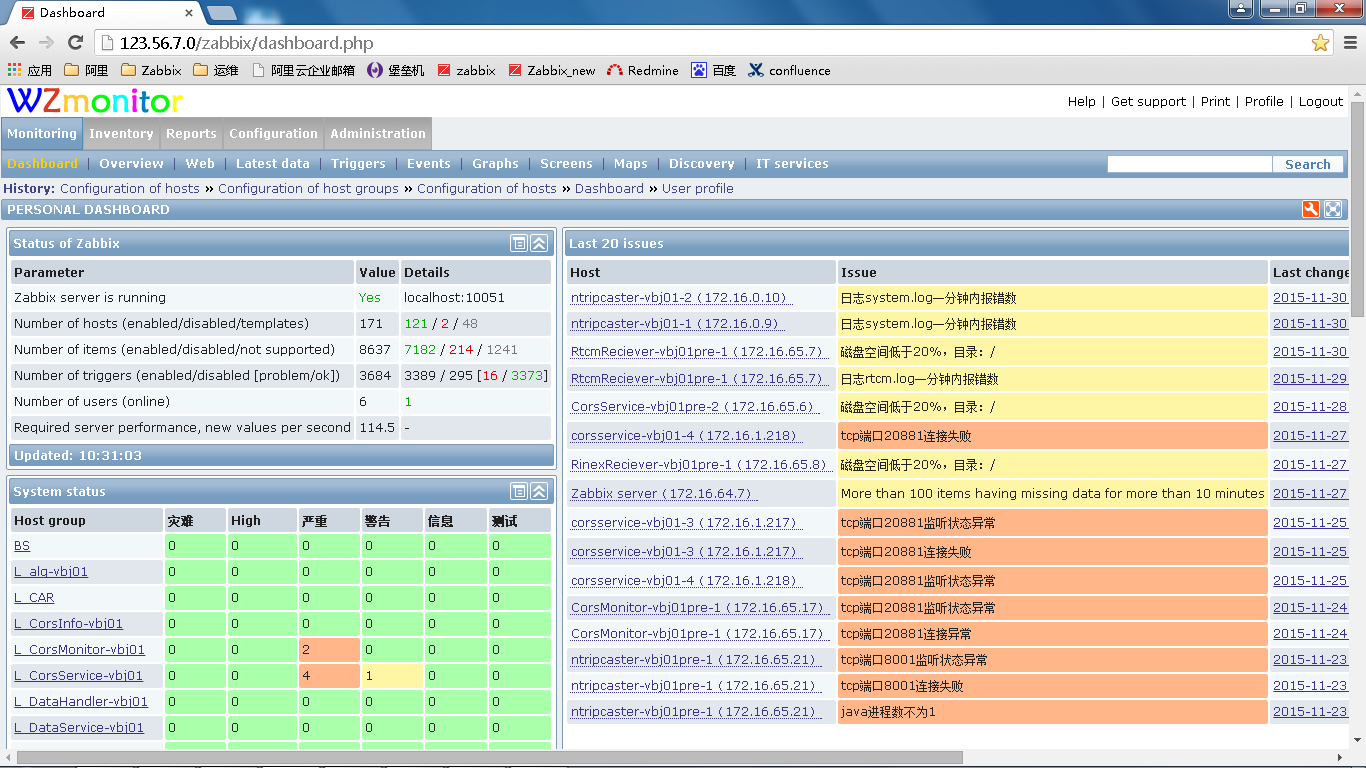 Dashboard
123.56.7.0/zabbix/dashboard.php
应用 阿里 Zabbix 运维 阿里云企业邮箱 堡垒机 zabbix Zabbix_new Redmine 百度 confluence
WZmonitor
Help | Get support | Print | Profile | Logout
Monitoring Inventory Reports Configuration Administration
Dashboard | Overview | Web | Latest data | Triggers | Events | Graphs | Screens | Maps | Discovery | IT services Search
History: Configuration of hosts » Configuration of host groups » Configuration of hosts » Dashboard » User profile
PERSONAL DASHBOARD
Status of Zabbix
Parameter Value Details
Zabbix server is running Yes localhost:10051
Number of hosts (enabled/disabled/templates) 171 121 / 2 / 48
Number of items (enabled/disabled/not supported) 8637 7182 / 214 / 1241
Number of triggers (enabled/disabled [problem/ok]) 3684 3389 / 295 [16 / 3373]
Number of users (online) 6 1
Required server performance, new values per second 114.5 -
Updated: 10:31:03
System status
Host group 灾难 High 严重 警告 信息 测试
BS 0 0 0 0 0 0
L_alg-vbj01 0 0 0 0 0 0
L_CAR 0 0 0 0 0 0
L_CorsInfo-vbj01 0 0 0 0 0 0
L_CorsMonitor-vbj01 0 0 2 0 0 0
L_CorsService-vbj01 0 0 4 1 0 0
L_DataHandler-vbj01 0 0 0 0 0 0
L_DataService-vbj01 0 0 0 0 0 0
Last 20 issues
Host Issue Last change
ntripcaster-vbj01-2 (172.16.0.10) 日志system.log一分钟内报错数 2015-11-30
ntripcaster-vbj01-1 (172.16.0.9) 日志system.log一分钟内报错数 2015-11-30
RtcmReciever-vbj01pre-1 (172.16.65.7) 磁盘空间低于20%，目录：/ 2015-11-30
RtcmReciever-vbj01pre-1 (172.16.65.7) 日志rtcm.log一分钟内报错数 2015-11-29
CorsService-vbj01pre-2 (172.16.65.6) 磁盘空间低于20%，目录：/ 2015-11-28
corsservice-vbj01-4 (172.16.1.218) tcp端口20881连接失败 2015-11-27
RinexReciever-vbj01pre-1 (172.16.65.8) 磁盘空间低于20%，目录：/ 2015-11-27
Zabbix server (172.16.64.7) More than 100 items having missing data for more than 10 minutes 2015-11-27
corsservice-vbj01-3 (172.16.1.217) tcp端口20881监听状态异常 2015-11-25
corsservice-vbj01-3 (172.16.1.217) tcp端口20881连接失败 2015-11-25
corsservice-vbj01-4 (172.16.1.218) tcp端口20881监听状态异常 2015-11-25
CorsMonitor-vbj01pre-1 (172.16.65.17) tcp端口20881监听状态异常 2015-11-24
CorsMonitor-vbj01pre-1 (172.16.65.17) tcp端口20881连接异常 2015-11-24
ntripcaster-vbj01pre-1 (172.16.65.21) tcp端口8001监听状态异常 2015-11-23
ntripcaster-vbj01pre-1 (172.16.65.21) tcp端口8001连接失败 2015-11-23
ntripcaster-vbj01pre-1 (172.16.65.21) java进程数不为1 2015-11-23